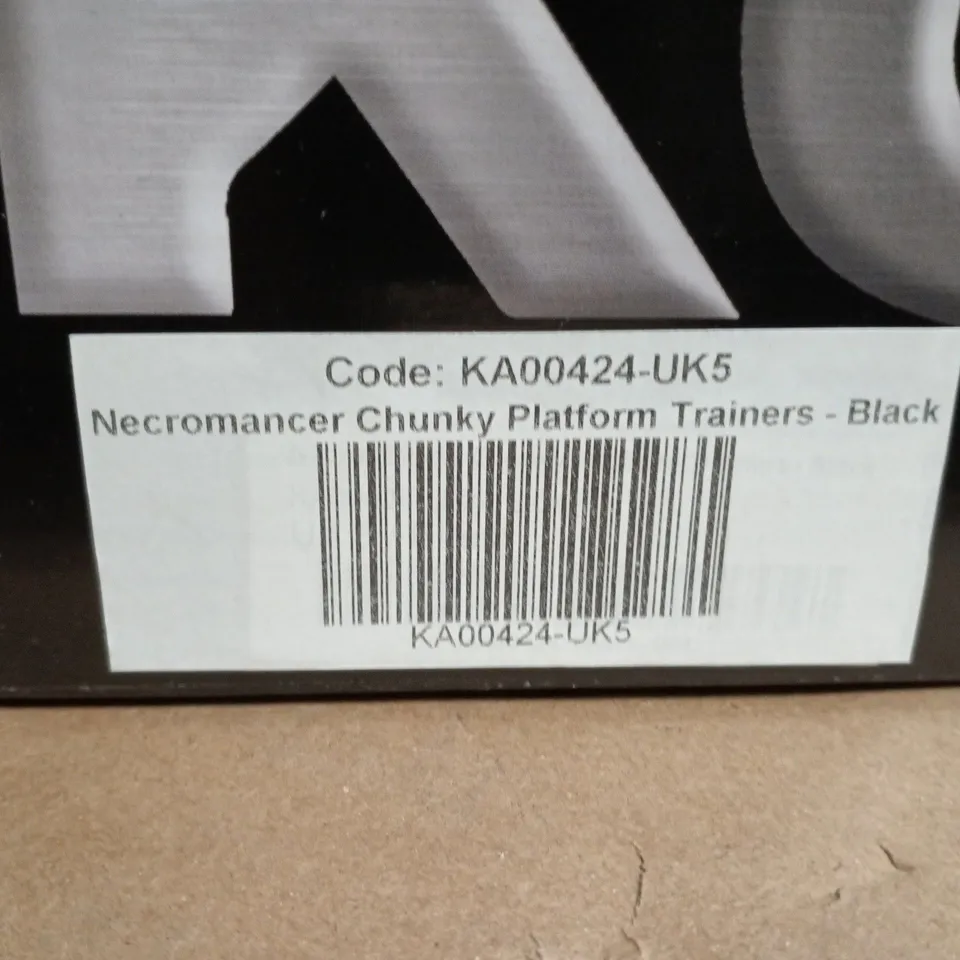 Code: KA00424-UK5
Necromancer Chunky Platform Trainers - Black
KA00424-UK5